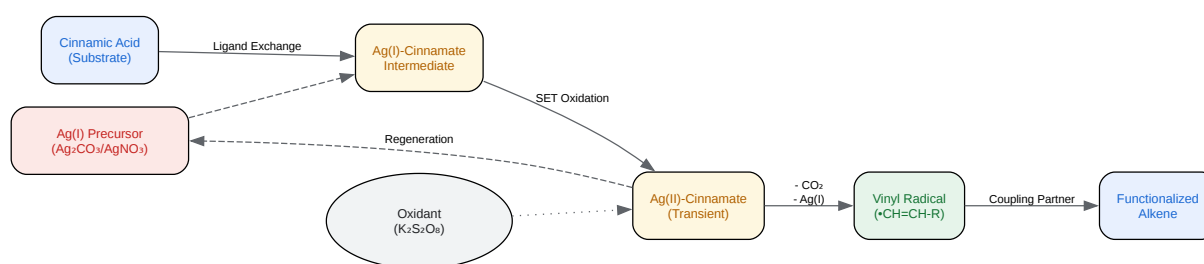 Cinnamic Acid
(Substrate)
Ligand Exchange
Ag(I)-Cinnamate
Intermediate
Ag(I) Precursor
(Ag₂CO₃/AgNO₃)
SET Oxidation
Regeneration
Oxidant
(K₂S₂O₈)
Ag(II)-Cinnamate
(Transient)
- CO₂
- Ag(I)
Vinyl Radical
(•CH=CH-R)
Coupling Partner
Functionalized
Alkene